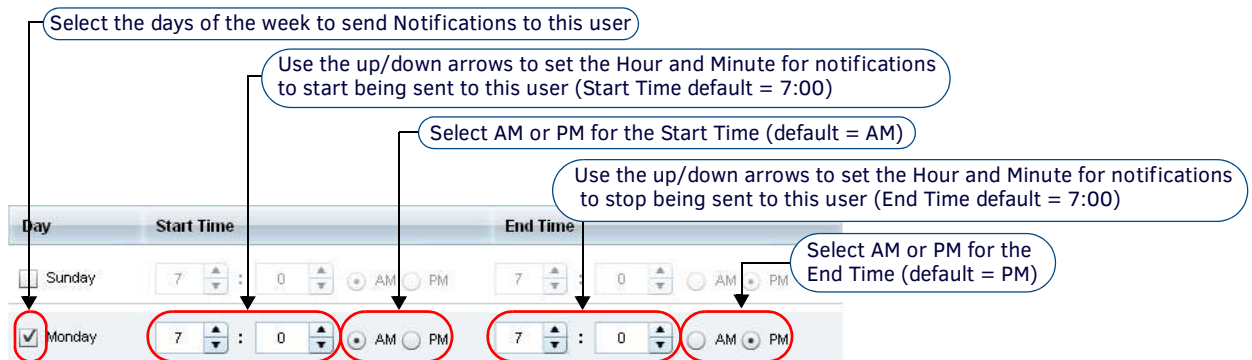 Select the days of the week to send Notifications to this user
Use the up/down arrows to set the Hour and Minute for notifications
to start being sent to this user (Start Time default = 7:00)
Select AM or PM for the Start Time (default = AM)
Use the up/down arrows to set the Hour and Minute for notifications
to stop being sent to this user (End Time default = 7:00)
Select AM or PM for the
End Time (default = PM)
Day Start Time End Time
Sunday 7 : 0 AM PM 7 : 0 AM PM
Monday 7 : 0 AM PM 7 : 0 AM PM